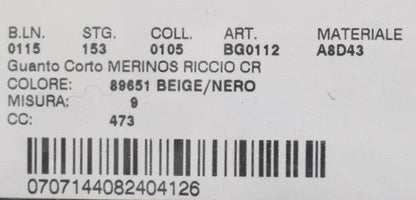 B.LN. STG. COLL. ART. MATERIALE
0115 153 0105 BG0112 A8D43
Guanto Corto MERINOS RICCIO CR
COLORE: 89651 BEIGE/NERO
MISURA: 9
CC: 473
0707144082404126